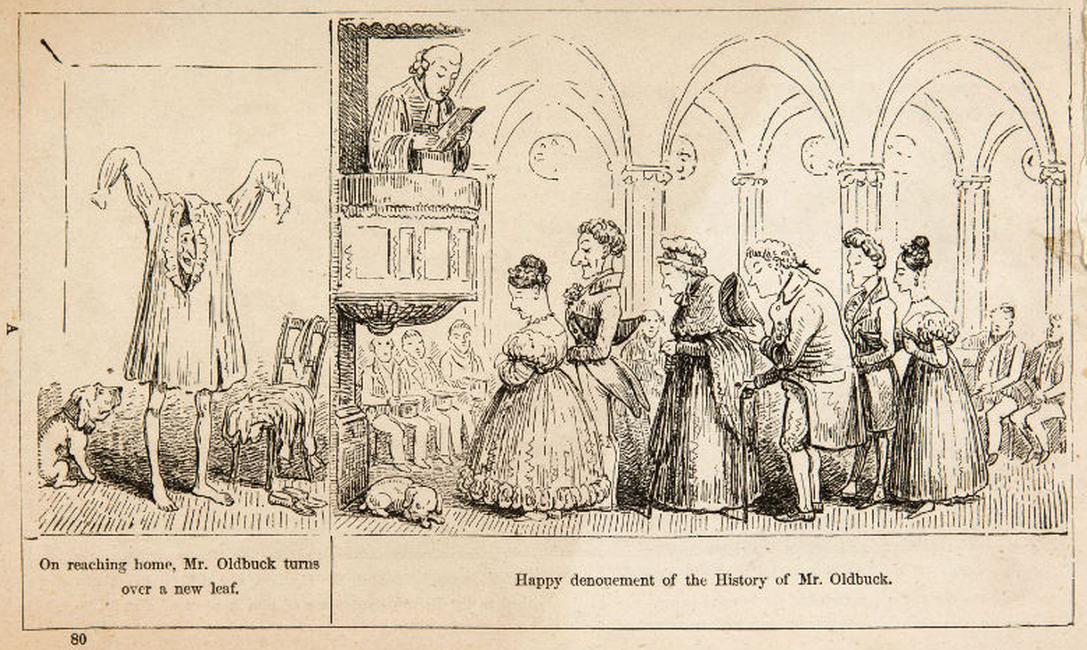 On reaching home, Mr. Oldbuck turns
over a new leaf.
Happy denouement of the History of Mr. Oldbuck.
80
A